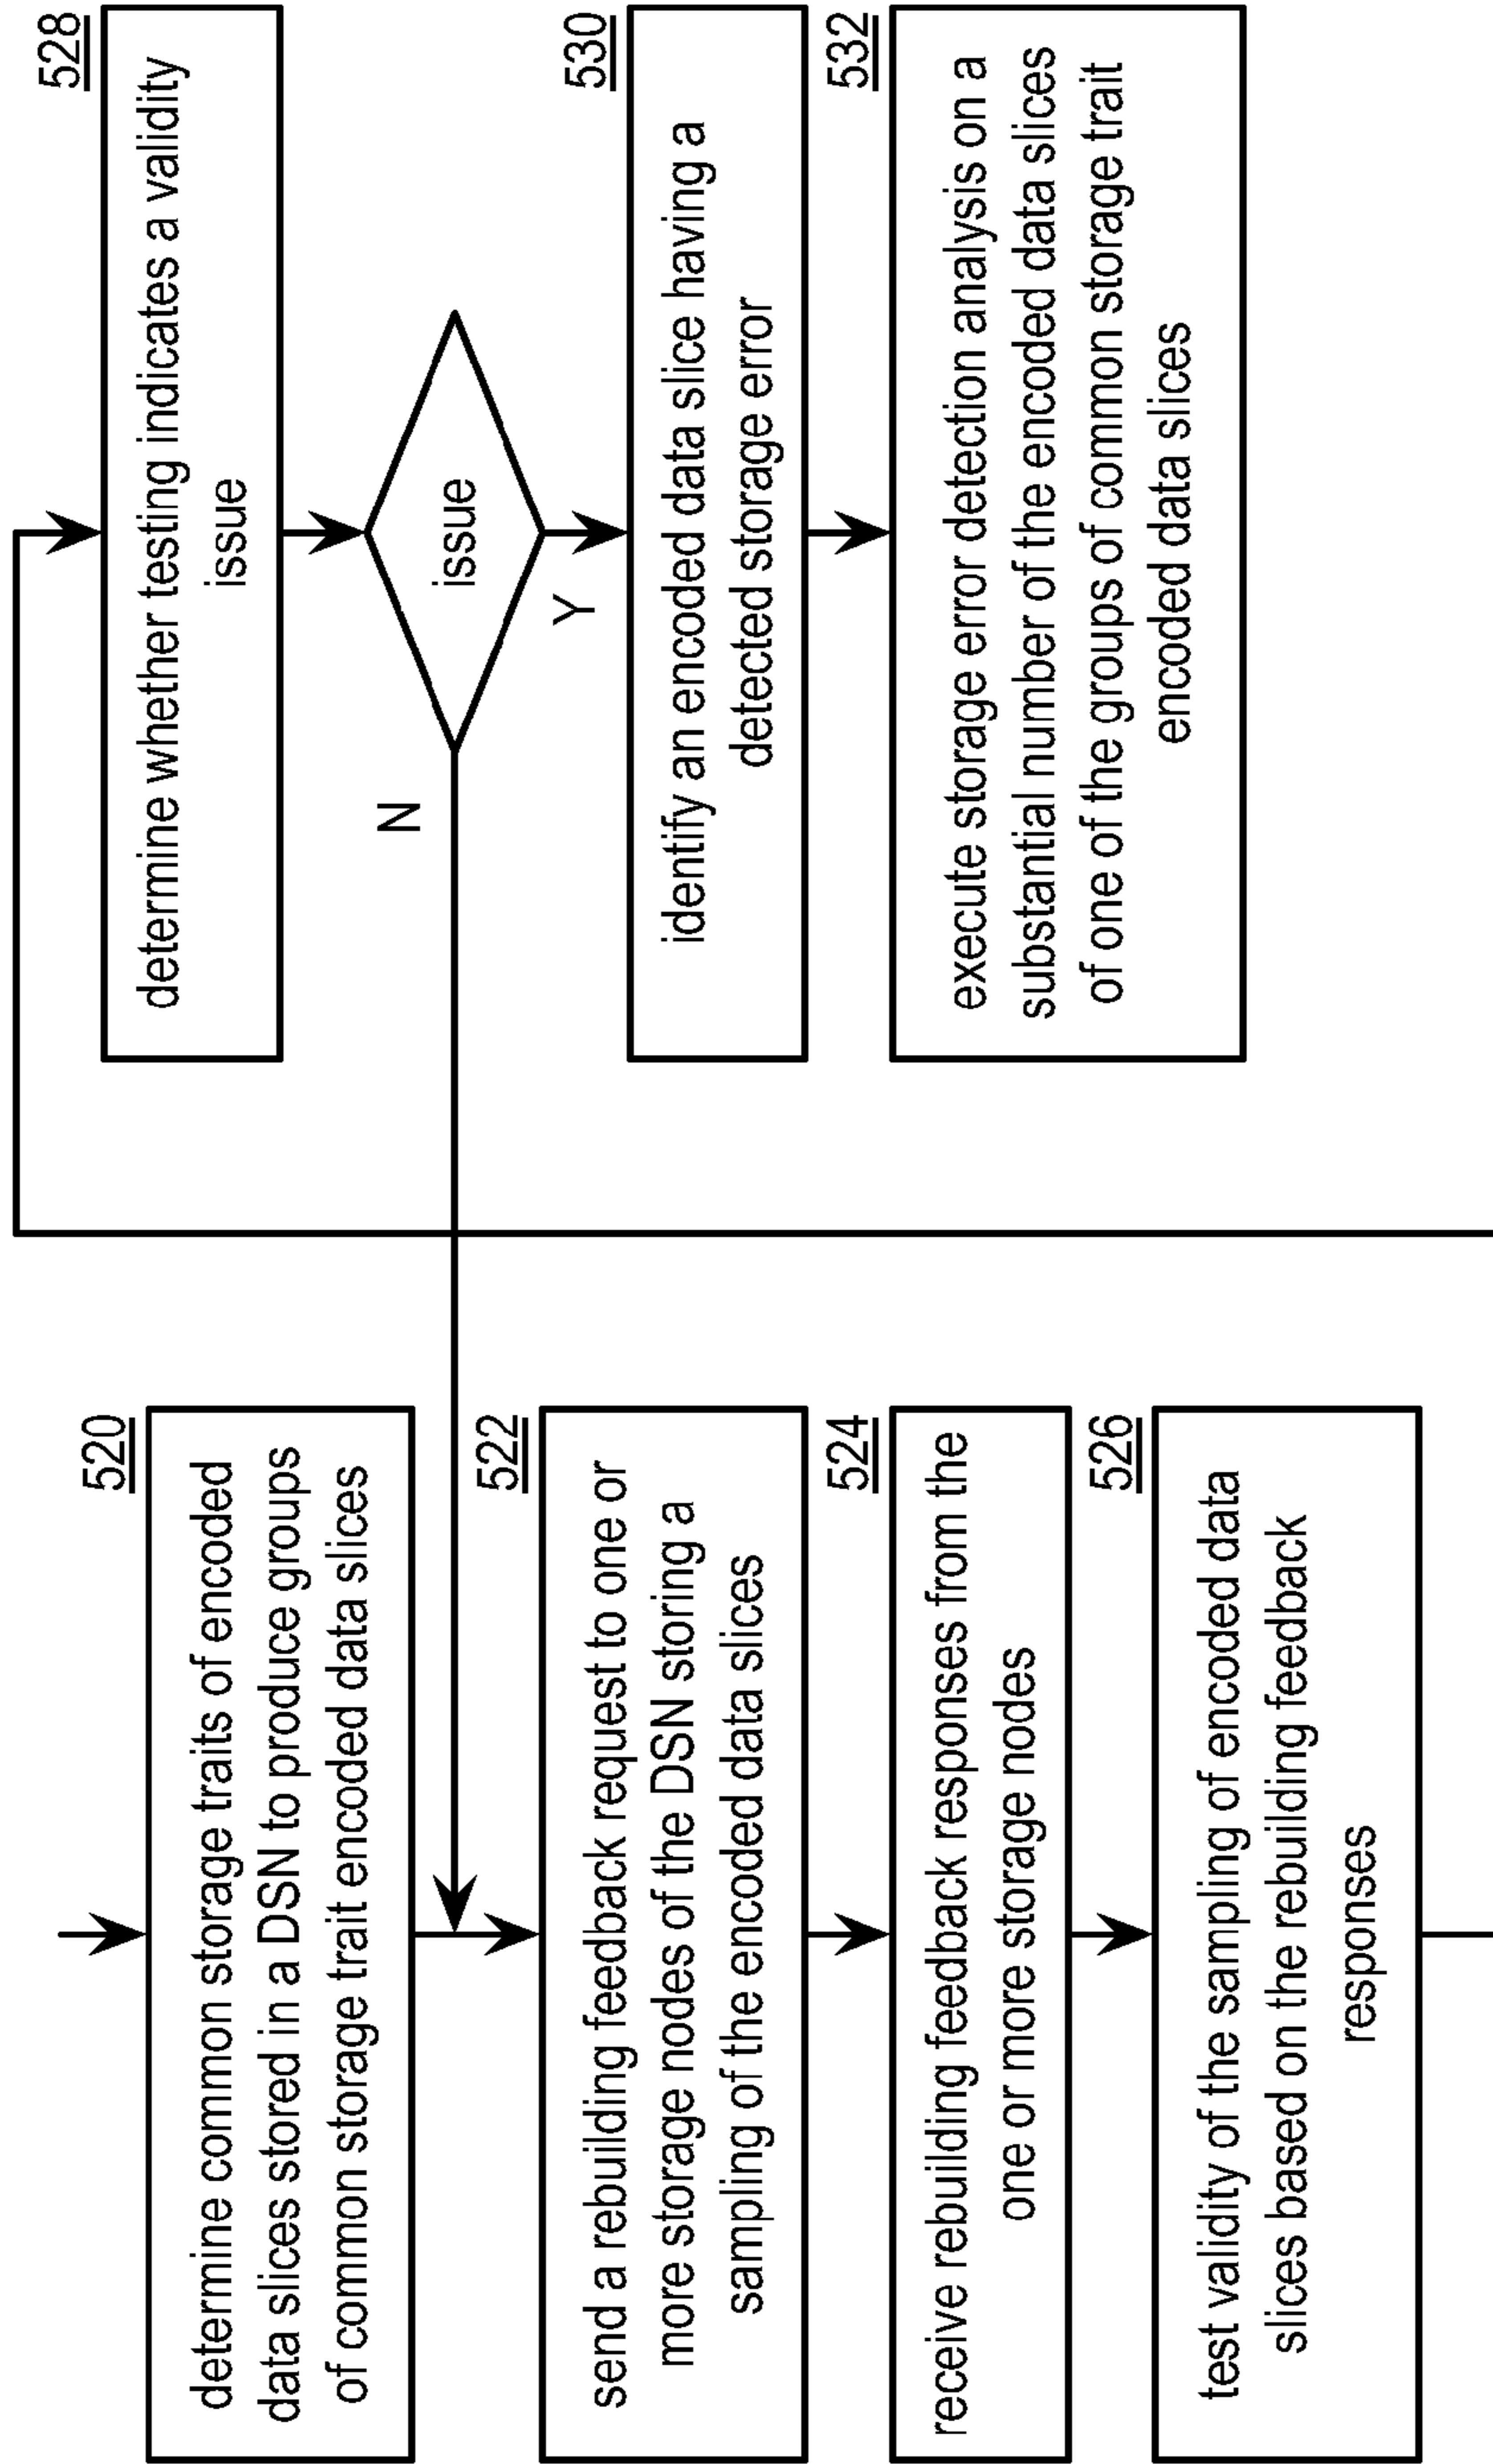 520
determine common storage traits of encoded
data slices stored in a DSN to produce groups
of common storage trait encoded data slices
522
send a rebuilding feedback request to one or
more storage nodes of the DSN storing a
sampling of the encoded data slices
524
receive rebuilding feedback responses from the
one or more storage nodes
526
test validity of the sampling of encoded data
slices based on the rebuilding feedback
responses
528
determine whether testing indicates a validity
issue
issue
N
Y
530
identify an encoded data slice having a
detected storage error
532
execute storage error detection analysis on a
substantial number of the encoded data slices
of one of the groups of common storage trait
encoded data slices